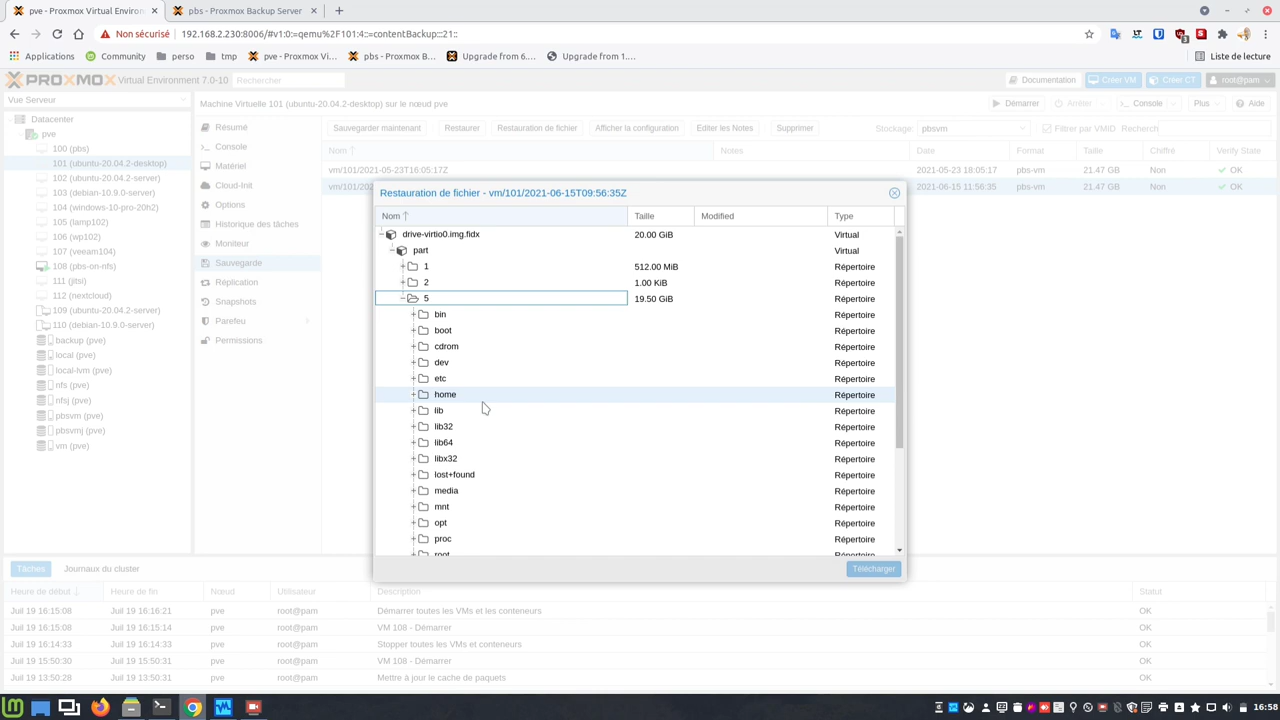 pve - Proxmox Virtual Environ
pbs - Proxmox Backup Server
Non sécurisé
192.168.2.230:8006/#v1:0:=qemu%2F101:4::=contentBackup:::21::
Applications
Community
perso
tmp
pve - Proxmox Vi...
pbs - Proxmox B...
Upgrade from 6....
Upgrade from 1....
Liste de lecture
PROXMOX
Virtual Environment 7.0-10
Rechercher
Documentation
Créer VM
Créer CT
root@pam
Vue Serveur
Datacenter
pve
100 (pbs)
101 (ubuntu-20.04.2-desktop)
102 (ubuntu-20.04.2-server)
103 (debian-10.9.0-server)
104 (windows-10-pro-20h2)
105 (lamp102)
106 (wp102)
107 (veeam104)
108 (pbs-on-nfs)
111 (jitsi)
112 (nextcloud)
109 (ubuntu-20.04.2-server)
110 (debian-10.9.0-server)
backup (pve)
local (pve)
local-lvm (pve)
nfs (pve)
nfsj (pve)
pbsvm (pve)
pbsvmj (pve)
vm (pve)
Machine Virtuelle 101 (ubuntu-20.04.2-desktop) sur le nœud pve
Démarrer
Arrêter
Console
Plus
Aide
Résumé
Console
Matériel
Cloud-Init
Options
Historique des tâches
Moniteur
Sauvegarde
Réplication
Snapshots
Parefeu
Permissions
Sauvegarder maintenant
Restaurer
Restauration de fichier
Afficher la configuration
Editer les Notes
Supprimer
Stockage:
pbsvm
Filtrer par VMID
Recherch
Nom
Notes
Date
Format
Taille
Chiffré
Verify State
vm/101/2021-05-23T16:05:17Z
2021-05-23 18:05:17
pbs-vm
21.47 GB
Non
OK
vm/101/202
2021-06-15 11:56:35
pbs-vm
21.47 GB
Non
OK
Restauration de fichier - vm/101/2021-06-15T09:56:35Z
Nom
Taille
Modified
Type
drive-virtio0.img.fidx
20.00 GiB
Virtual
part
Virtual
1
512.00 MiB
Répertoire
2
1.00 KiB
Répertoire
5
19.50 GiB
Répertoire
bin
Répertoire
boot
Répertoire
cdrom
Répertoire
dev
Répertoire
etc
Répertoire
home
Répertoire
lib
Répertoire
lib32
Répertoire
lib64
Répertoire
libx32
Répertoire
lost+found
Répertoire
media
Répertoire
mnt
Répertoire
opt
Répertoire
proc
Répertoire
root
Répertoire
Télécharger
Tâches
Journaux du cluster
Heure de début
Heure de fin
Nœud
Utilisateur
Description
Statut
Juil 19 16:15:08
Juil 19 16:16:21
pve
root@pam
Démarrer toutes les VMs et les conteneurs
OK
Juil 19 16:15:08
Juil 19 16:15:14
pve
root@pam
VM 108 - Démarrer
OK
Juil 19 16:14:33
Juil 19 16:14:33
pve
root@pam
Stopper toutes les VMs et conteneurs
OK
Juil 19 15:50:30
Juil 19 15:50:31
pve
root@pam
VM 108 - Démarrer
OK
Juil 19 13:50:28
Juil 19 13:50:31
pve
root@pam
Mettre à jour le cache de paquets
OK
16:58